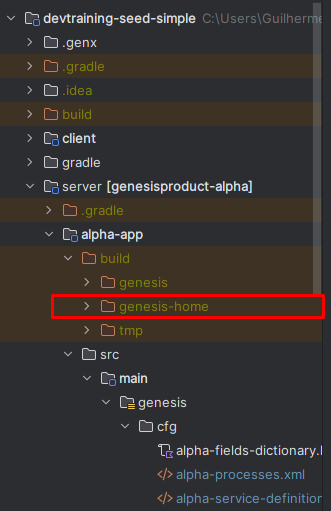 devtraining-seed-simple C:\Users\Guilherme
.genx
.gradle
.idea
build
client
gradle
server [genesisproduct-alpha]
.gradle
alpha-app
build
genesis
genesis-home
tmp
src
main
genesis
cfg
alpha-fields-dictionary.
alpha-processes.xml
alpha-service-definition